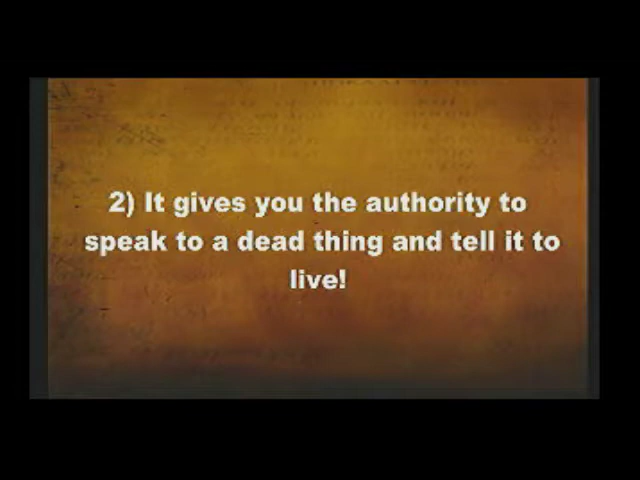 2) It gives you the authority to
speak to a dead thing and tell it to
live!